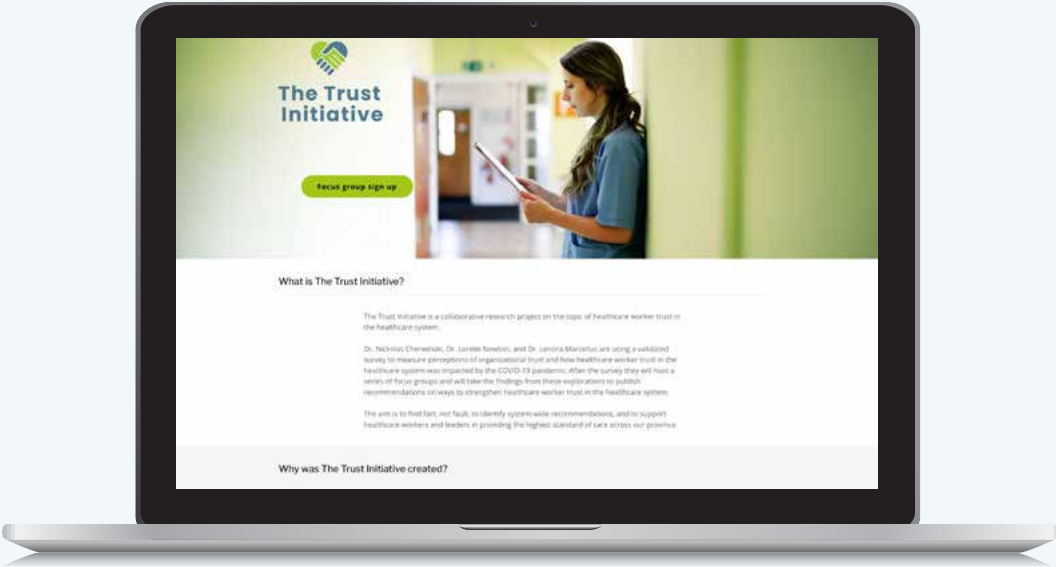 The Trust
Initiative
Focus group sign up
What is The Trust Initiative?
The Trust Initiative is a collaborative research project on the topic of healthcare worker trust in
the healthcare system.
Dr. Nickolas Cherwinski, Dr. Lorelei Newton, and Dr. Lenora Marcellus are using a validated
survey to measure perceptions of organizational trust and how healthcare worker trust in the
healthcare system was impacted by the COVID-19 pandemic. After the survey they will host a
series of focus groups and will take the findings from these explorations to publish
recommendations on ways to strengthen healthcare worker trust in the healthcare system.
The aim is to find fact, not fault, to identify system-wide recommendations, and to support
healthcare workers and leaders in providing the highest standard of care across our province.
Why was The Trust Initiative created?